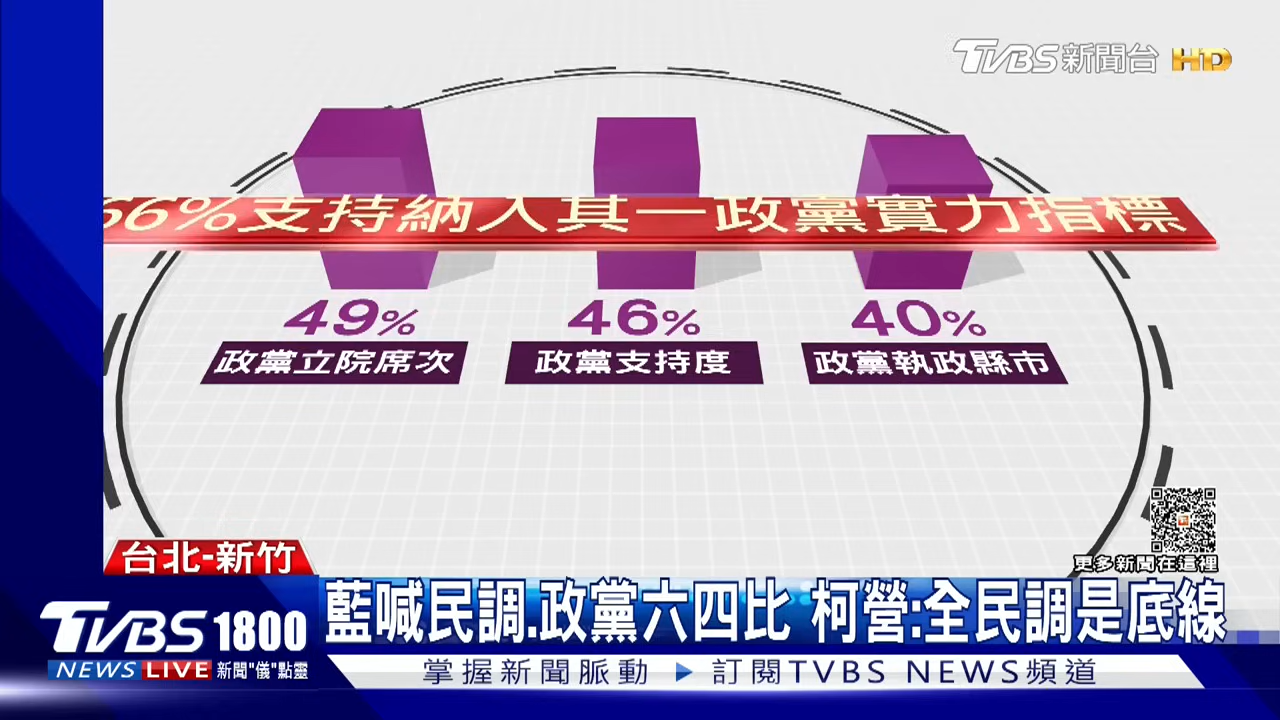 TVBS新聞台 HD
66%支持納入其一政黨實力指標
49% 46% 40%
政黨立院席次 政黨支持度 政黨執政縣市
更多新聞在這裡
台北-新竹
藍喊民調.政黨六四比 柯營:全民調是底線
TVBS 1800
NEWS LIVE 新聞"儀"點靈
掌握新聞脈動 ▶ 訂閱TVBS NEWS頻道